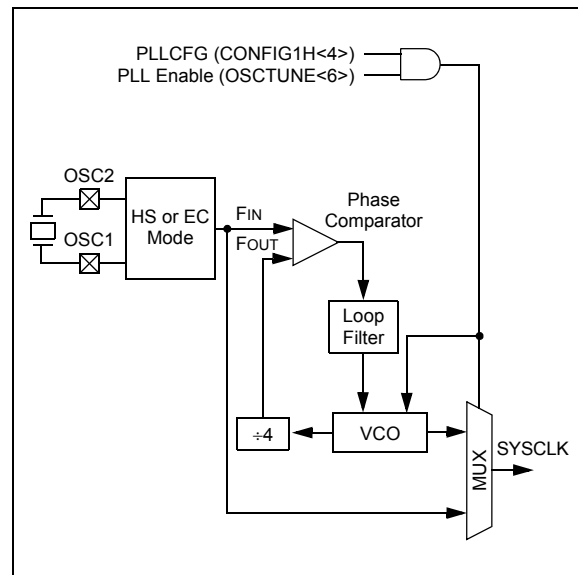 PLLCFG (CONFIG1H<4>)
PLL Enable (OSCTUNE<6>)
OSC2
OSC1
HS or EC
Mode
FIN
FOUT
Phase
Comparator
Loop
Filter
÷4
VCO
MUX
SYSCLK